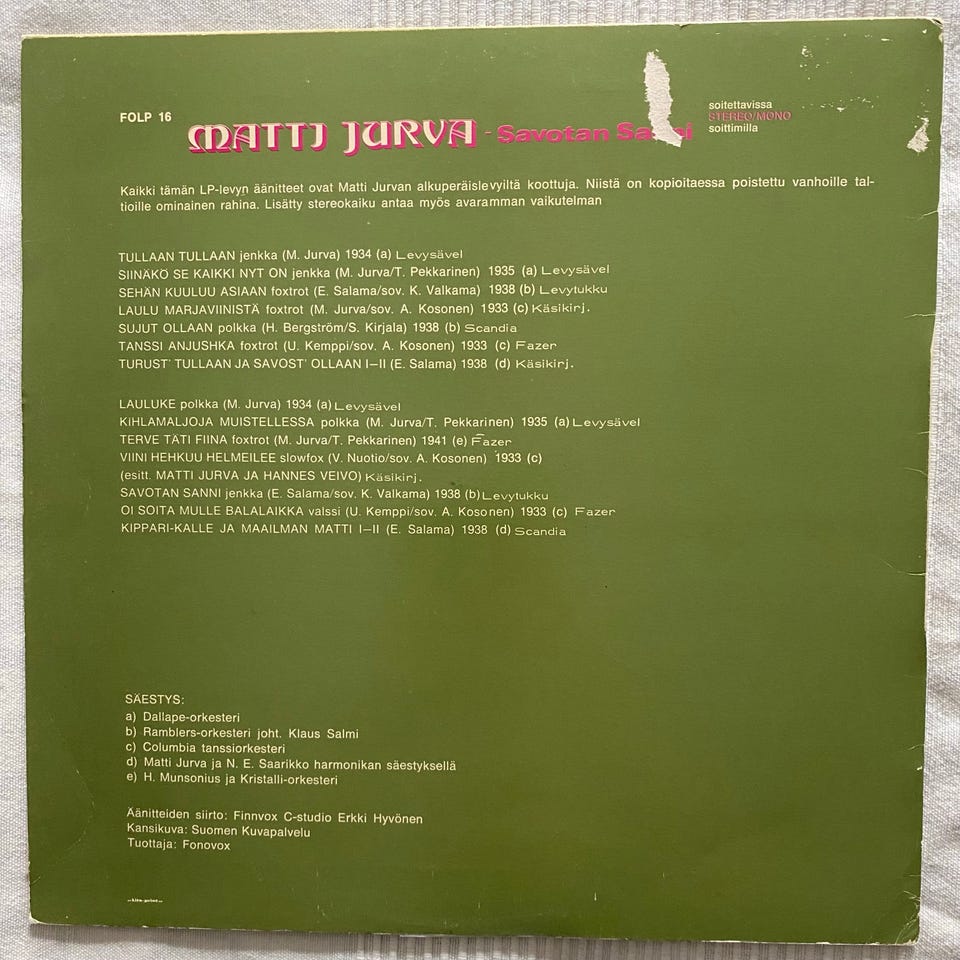 FOLP 16
MATTI JURVA - Savotan
soitettavissa
STEREO/MONO
soittimilla
Kaikki tämän LP-levyn äänitteet ovat Matti Jurvan alkuperäislevyiltä koottuja. Niistä on kopioitaessa poistettu vanhoille tal-
tioille ominainen rahina. Lisätty stereokaiku antaa myös avaramman vaikutelman
TULLAAN TULLAAN jenkka (M. Jurva) 1934 (a) Levysävel
SIINÄKÖ SE KAIKKI NYT ON jenkka (M. Jurva/T. Pekkarinen) 1935 (a) Levysävel
SEHÄN KUULUU ASIAAN foxtrot (E. Salama/sov. K. Valkama) 1938 (b) Levytukku
LAULU MARJAVIINISTÄ foxtrot (M. Jurva/sov. A. Kosonen) 1933 (c) Käsikirj.
SUJUT OLLAAN polkka (H. Bergström/S. Kirjala) 1938 (b) Scandia
TANSSI ANJUSHKA foxtrot (U. Kemppi/sov. A. Kosonen) 1933 (c) Fazer
TURUST' TULLAAN JA SAVOST' OLLAAN I–II (E. Salama) 1938 (d) Käsikirj.
LAULUKE polkka (M. Jurva) 1934 (a) Levysävel
KIHLAMALJOJA MUISTELLESSA polkka (M. Jurva/T. Pekkarinen) 1935 (a) Levysävel
TERVE TÄTI FIINA foxtrot (M. Jurva/T. Pekkarinen) 1941 (e) Fazer
VIINI HEHKUU HELMEILEE slowfox (V. Nuotio/sov. A. Kosonen) 1933 (c)
(esitt. MATTI JURVA JA HANNES VEIVO) Käsikirj.
SAVOTAN SANNI jenkka (E. Salama/sov. K. Valkama) 1938 (b) Levytukku
OI SOITA MULLE BALALAIKKA valssi (U. Kemppi/sov. A. Kosonen) 1933 (c) Fazer
KIPPARI-KALLE JA MAAILMAN MATTI I–II (E. Salama) 1938 (d) Scandia
SÄESTYS:
a) Dallape-orkesteri
b) Ramblers-orkesteri joht. Klaus Salmi
c) Columbia tanssiorkesteri
d) Matti Jurva ja N. E. Saarikko harmonikan säestyksellä
e) H. Munsonius ja Kristalli-orkesteri
Äänitteiden siirto: Finnvox C-studio Erkki Hyvönen
Kansikuva: Suomen Kuvapalvelu
Tuottaja: Fonovox